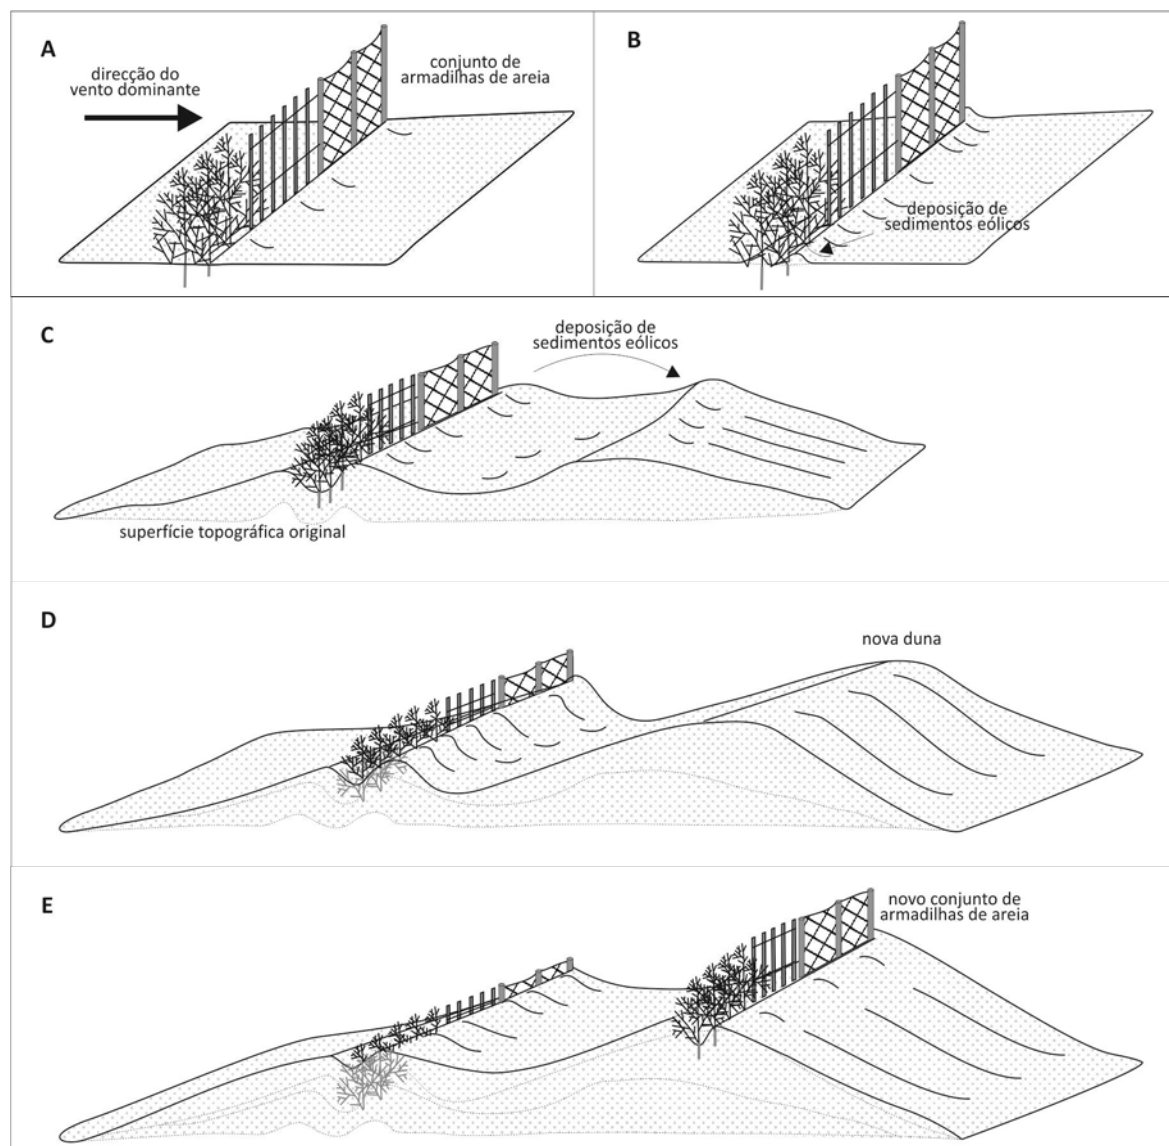 A
direcção do
vento dominante
conjunto de
armadilhas de areia
B
deposição de
sedimentos eólicos
C
deposição de
sedimentos eólicos
superfície topográfica original
D
nova duna
E
novo conjunto de
armadilhas de areia